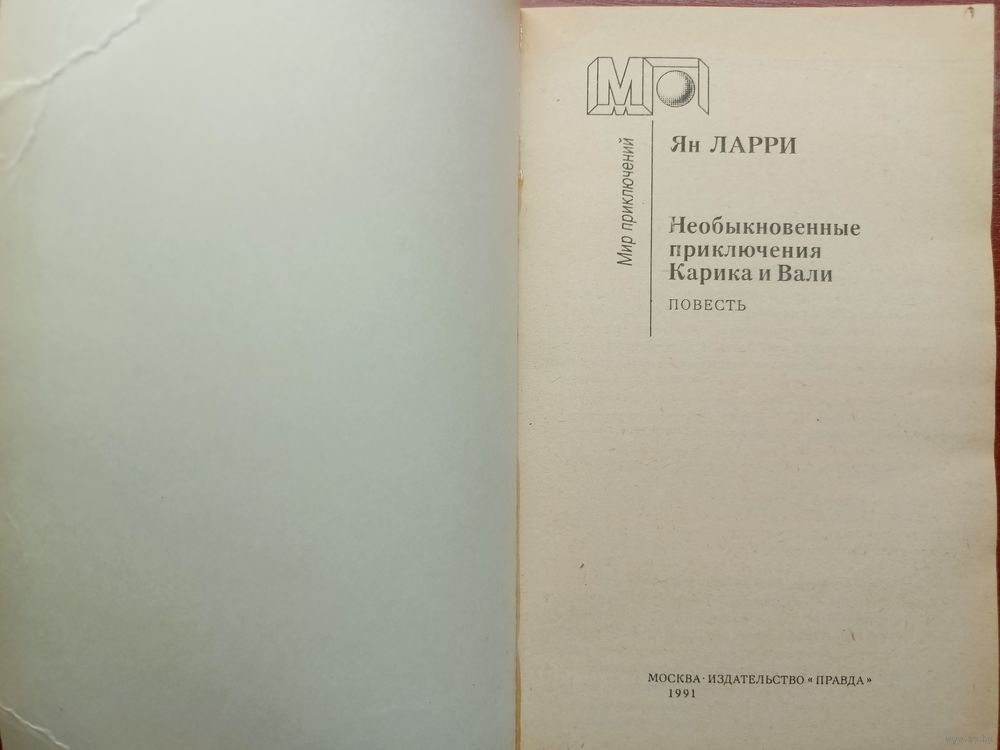 МП
Мир приключений
Ян ЛАРРИ
Необыкновенные
приключения
Карика и Вали
ПОВЕСТЬ
МОСКВА · ИЗДАТЕЛЬСТВО «ПРАВДА»
1991